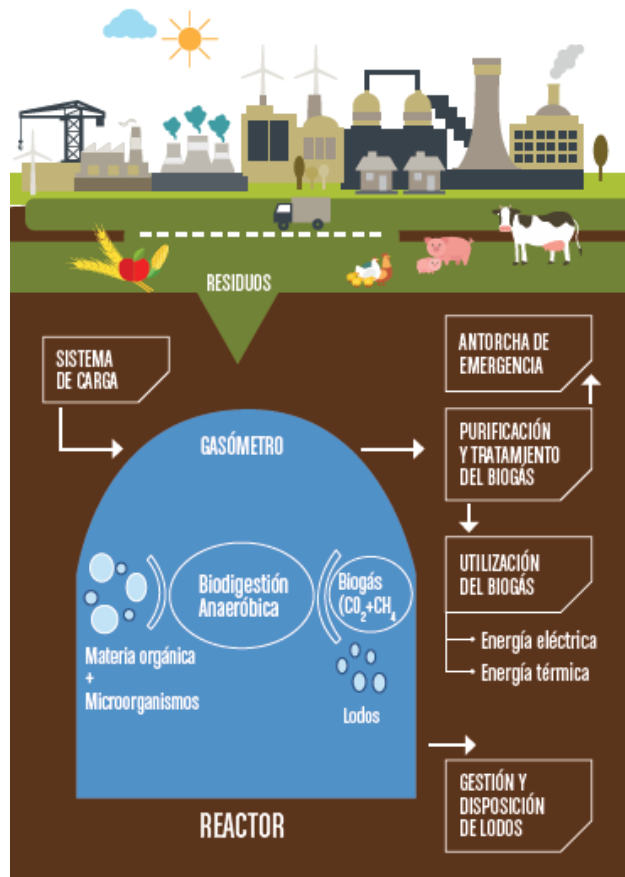 RESIDUOS
SISTEMA
DE CARGA
ANTORCHA DE
EMERGENCIA
GASÓMETRO
PURIFICACIÓN
Y TRATAMIENTO
DEL BIOGÁS
UTILIZACIÓN
DEL BIOGÁS
Energía eléctrica
Energía térmica
Biodigestión
Anaeróbica
Biogás
(CO₂+CH₄
Materia orgánica
+
Microorganismos
Lodos
GESTIÓN Y
DISPOSICIÓN
DE LODOS
REACTOR